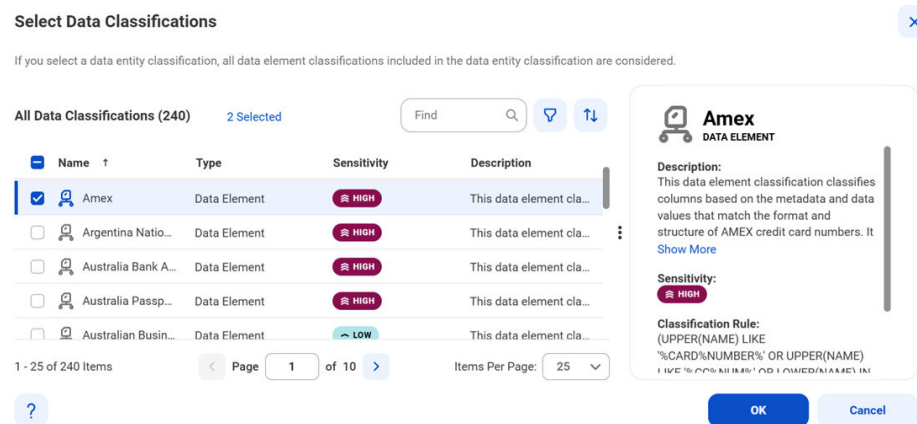 Select Data Classifications
If you select a data entity classification, all data element classifications included in the data entity classification are considered.
All Data Classifications (240) 2 Selected Find
Name ↑ Type Sensitivity Description
Amex Data Element HIGH This data element cla...
Argentina Natio... Data Element HIGH This data element cla...
Australia Bank A... Data Element HIGH This data element cla...
Australia Passp... Data Element HIGH This data element cla...
Australian Busin... Data Element LOW This data element cla...
1 - 25 of 240 Items Page 1 of 10 Items Per Page: 25
Amex
DATA ELEMENT
Description:
This data element classification classifies
columns based on the metadata and data
values that match the format and
structure of AMEX credit card numbers. It
Show More
Sensitivity:
HIGH
Classification Rule:
(UPPER(NAME) LIKE
'%CARD%NUMBER%' OR UPPER(NAME)
LIKE '%CC%NUM%' OR LOWER(NAME) IN
? OK Cancel